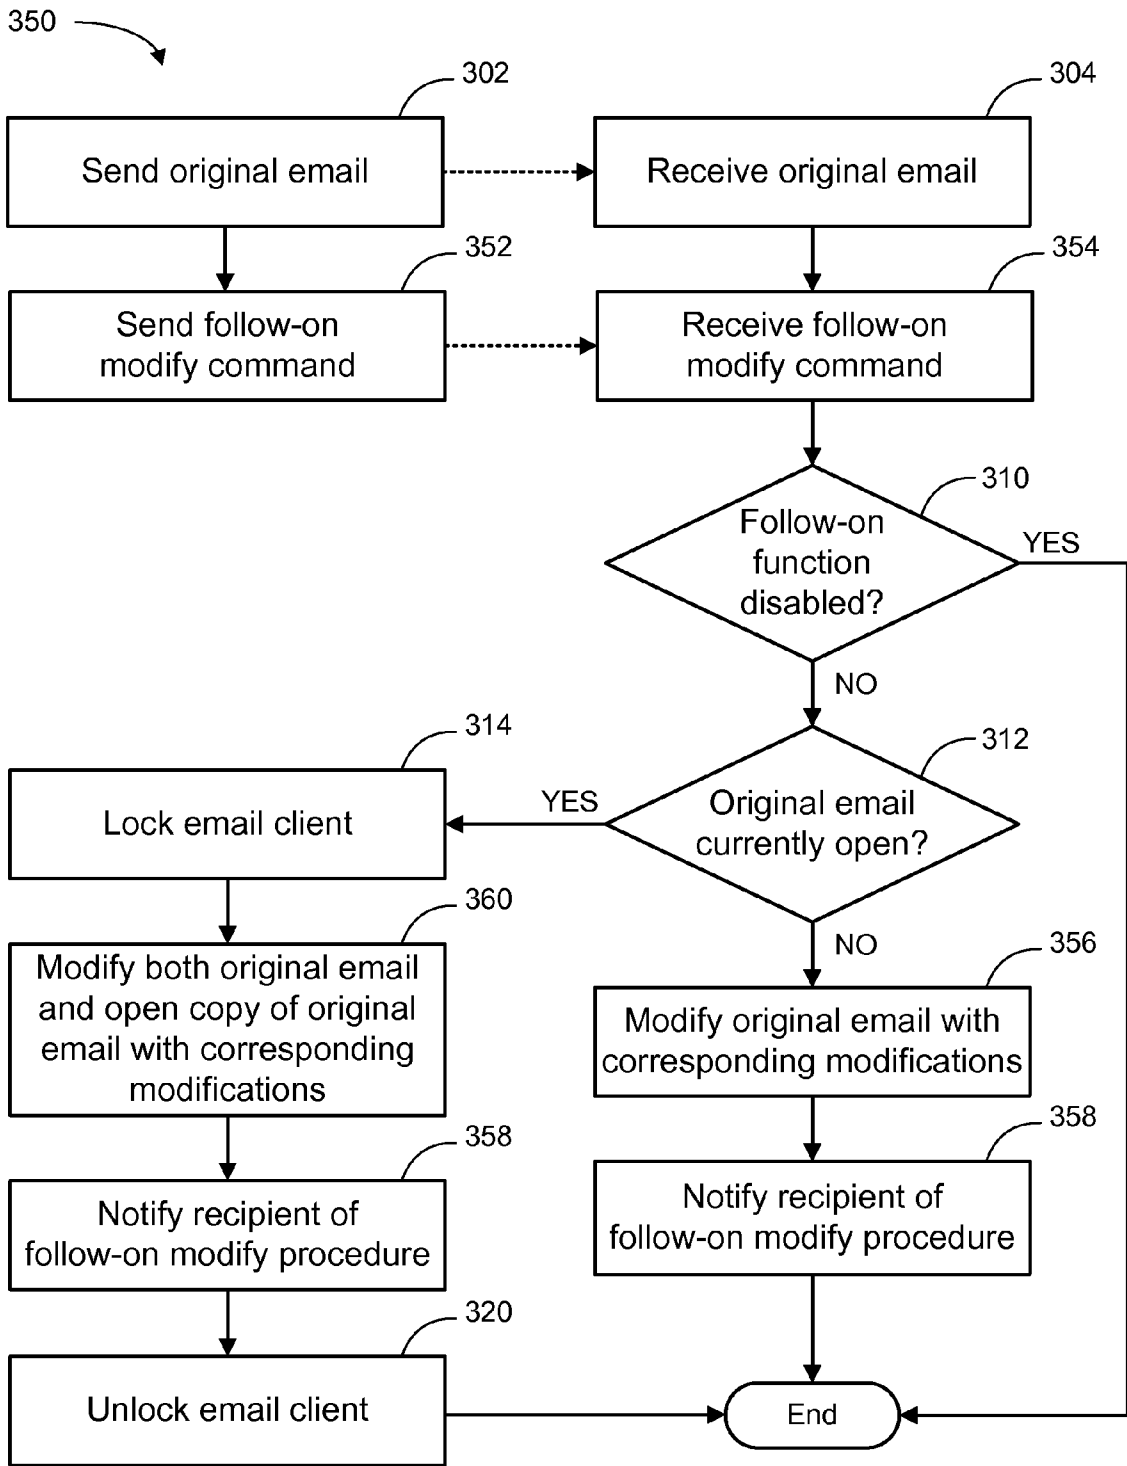 350
302
Send original email
304
Receive original email
352
Send follow-on
modify command
354
Receive follow-on
modify command
310
Follow-on
function
disabled?
YES
NO
312
Original email
currently open?
YES
NO
314
Lock email client
360
Modify both original email
and open copy of original
email with corresponding
modifications
356
Modify original email with
corresponding modifications
358
Notify recipient of
follow-on modify procedure
358
Notify recipient of
follow-on modify procedure
320
Unlock email client
End